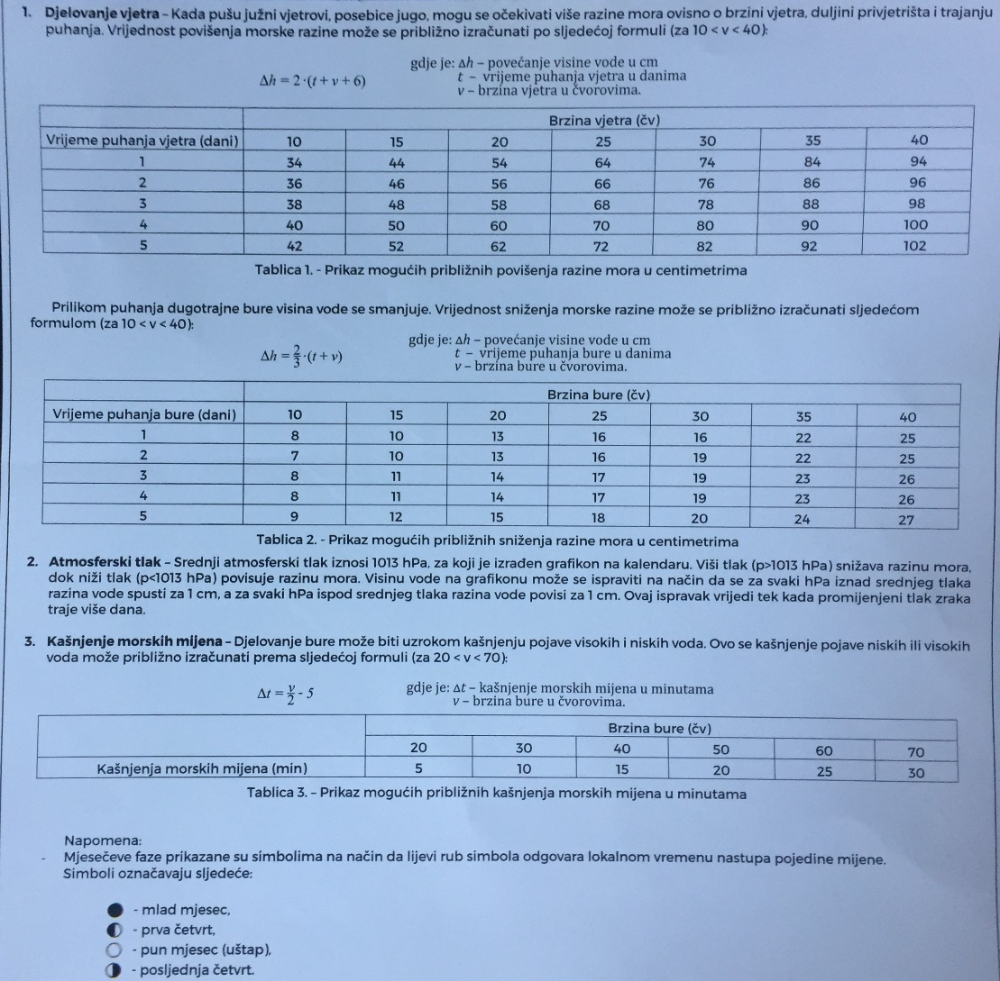 1. Djelovanje vjetra – Kada pušu južni vjetrovi, posebice jugo, mogu se očekivati više razine mora ovisno o brzini vjetra, duljini privjetrišta i trajanju
puhanja. Vrijednost povišenja morske razine može se približno izračunati po sljedećoj formuli (za 10 < v < 40):
Δh = 2·(t + v + 6)
gdje je: Δh – povećanje visine vode u cm
t – vrijeme puhanja vjetra u danima
v – brzina vjetra u čvorovima.
Brzina vjetra (čv)
Vrijeme puhanja vjetra (dani) 10 15 20 25 30 35 40
1 34 44 54 64 74 84 94
2 36 46 56 66 76 86 96
3 38 48 58 68 78 88 98
4 40 50 60 70 80 90 100
5 42 52 62 72 82 92 102
Tablica 1. - Prikaz mogućih približnih povišenja razine mora u centimetrima
Prilikom puhanja dugotrajne bure visina vode se smanjuje. Vrijednost sniženja morske razine može se približno izračunati sljedećom
formulom (za 10 < v < 40):
Δh = 2/3 ·(t + v)
gdje je: Δh – povećanje visine vode u cm
t – vrijeme puhanja bure u danima
v – brzina bure u čvorovima.
Brzina bure (čv)
Vrijeme puhanja bure (dani) 10 15 20 25 30 35 40
1 8 10 13 16 16 22 25
2 7 10 13 16 19 22 25
3 8 11 14 17 19 23 26
4 8 11 14 17 19 23 26
5 9 12 15 18 20 24 27
Tablica 2. - Prikaz mogućih približnih sniženja razine mora u centimetrima
2. Atmosferski tlak – Srednji atmosferski tlak iznosi 1013 hPa, za koji je izrađen grafikon na kalendaru. Viši tlak (p>1013 hPa) snižava razinu mora,
dok niži tlak (p<1013 hPa) povisuje razinu mora. Visinu vode na grafikonu može se ispraviti na način da se za svaki hPa iznad srednjeg tlaka
razina vode spusti za 1 cm, a za svaki hPa ispod srednjeg tlaka razina vode povisi za 1 cm. Ovaj ispravak vrijedi tek kada promijenjeni tlak zraka
traje više dana.
3. Kašnjenje morskih mijena – Djelovanje bure može biti uzrokom kašnjenju pojave visokih i niskih voda. Ovo se kašnjenje pojave niskih ili visokih
voda može približno izračunati prema sljedećoj formuli (za 20 < v < 70):
Δt = v/2 - 5
gdje je: Δt – kašnjenje morskih mijena u minutama
v – brzina bure u čvorovima.
Brzina bure (čv)
20 30 40 50 60 70
Kašnjenja morskih mijena (min) 5 10 15 20 25 30
Tablica 3. – Prikaz mogućih približnih kašnjenja morskih mijena u minutama
Napomena:
- Mjesečeve faze prikazane su simbolima na način da lijevi rub simbola odgovara lokalnom vremenu nastupa pojedine mijene.
Simboli označavaju sljedeće:
- mlad mjesec,
- prva četvrt,
- pun mjesec (uštap),
- posljednja četvrt.